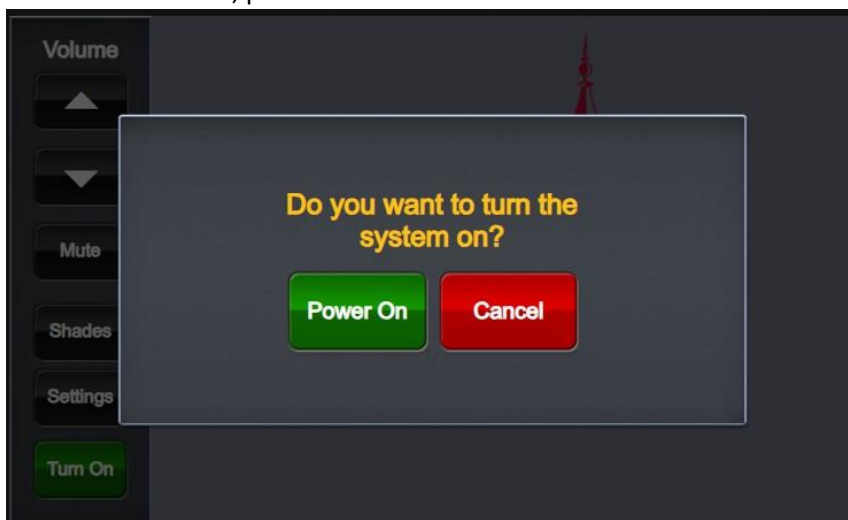 Volume
Do you want to turn the
system on?
Mute
Power On
Cancel
Shades
Settings
Turn On